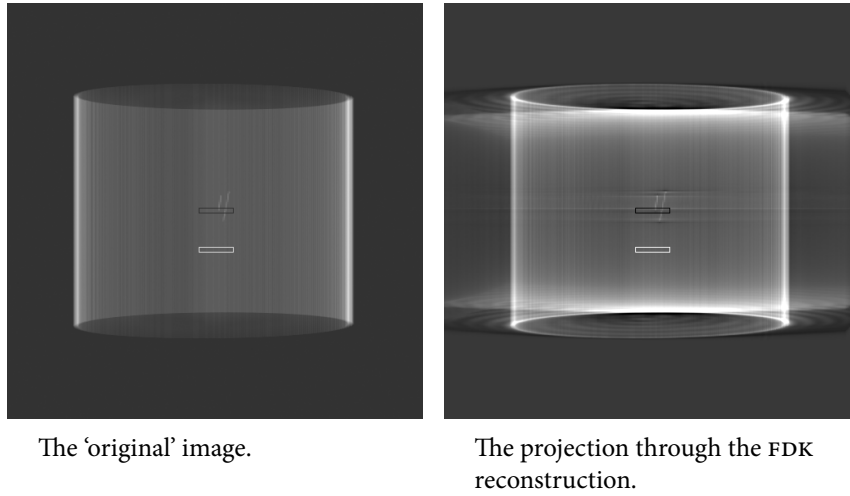 The ‘original’ image.
The projection through the FDK
reconstruction.